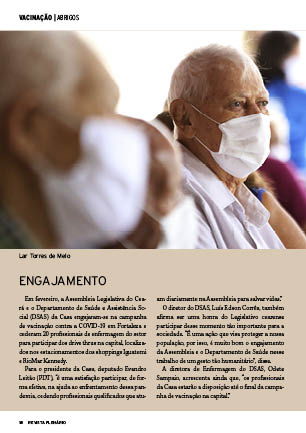 VACINAÇÃO | ABRIGOS
Lar Torres de Melo
ENGAJAMENTO
Em fevereiro, a Assembleia Legislativa do Cea-
rá e o Departamento de Saúde e Assistência So-
cial (DSAS) da Casa engajaram-se na campanha
de vacinação contra a COVID-19 em Fortaleza e
cederam 20 profissionais de enfermagem do setor
para participar dos drive thrus na capital, localiza-
dos nos estacionamentos dos shoppings Iguatemi
e RioMar Kennedy.
Para o presidente da Casa, deputado Evandro
Leitão (PDT), "é uma satisfação participar, de for-
ma efetiva, na ajuda ao enfrentamento dessa pan-
demia, cedendo profissionais qualificados que atu-
am diariamente na Assembleia para salvar vidas."
O diretor do DSAS, Luís Edson Corrêa, também
afirma ser uma honra do Legislativo cearense
participar desse momento tão importante para a
sociedade. "É uma ação que visa proteger a nossa
população, por isso, é muito bom o engajamento
da Assembleia e o Departamento de Saúde nesse
trabalho de um gesto tão humanitário", disse.
A diretora de Enfermagem do DSAS, Odete
Sampaio, acrescenta ainda que, "os profissionais
da Casa estarão a disposição até o final da campa-
nha de vacinação na capital."
REVISTA PLENÁRIO